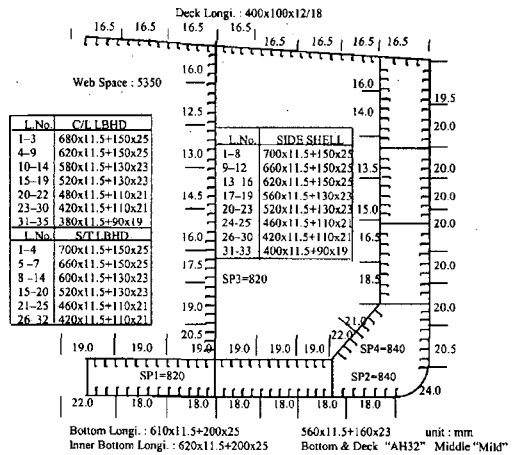 Deck Longi. : 400x100x12/18
16.5 16.5 16.5 16.5 16.5 16.5 16.5
Web Space : 5350
16.0 16.0
19.5
12.5 14.0
20.0
L.No. C/L LBHD
1-3 680x11.5+150x25
4-9 620x11.5+150x25
10-14 580x11.5+130x23
15-19 520x11.5+130x23
20-22 480x11.5+110x21
23-30 420x11.5+110x21
31-35 380x11.5+90x19
L.No. S/T LBHD
1-4 700x11.5+150x25
5-7 660x11.5+150x25
8-14 600x11.5+130x23
15-20 520x11.5+130x23
21-25 460x11.5+110x21
26-32 420x11.5+110x21
L.No. SIDE SHELL
1-8 700x11.5+150x25
9-12 660x11.5+150x25
13-16 620x11.5+150x25
17-19 560x11.5+130x23
20-23 520x11.5+130x23
24-25 460x11.5+110x21
26-30 420x11.5+110x21
31-33 400x11.5+90x19
13.0
14.5
16.0
17.5
19.0
20.5
13.5
15.0
16.5
18.5
21.0
22.0
20.0
20.0
20.0
20.0
20.5
24.0
SP3=820
19.0 19.0 19.0 19.0 19.0 19.0
SP4=840
SP1=820
SP2=840
22.0 18.0 18.0 18.0 18.0 18.0
Bottom Longi. : 610x11.5+200x25 560x11.5+160x23 unit : mm
Inner Bottom Longi. : 620x11.5+200x25 Bottom & Deck "AH32" Middle "Mild"